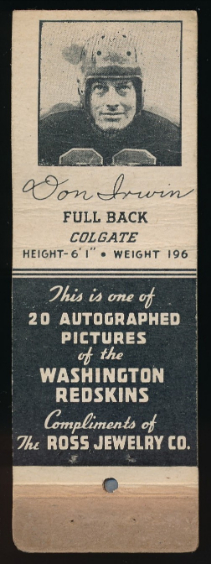 Don Irwin
FULL BACK
COLGATE
HEIGHT-6'1" • WEIGHT 196
This is one of
20 AUTOGRAPHED
PICTURES
of the
WASHINGTON
REDSKINS
Compliments of
The ROSS JEWELRY CO.